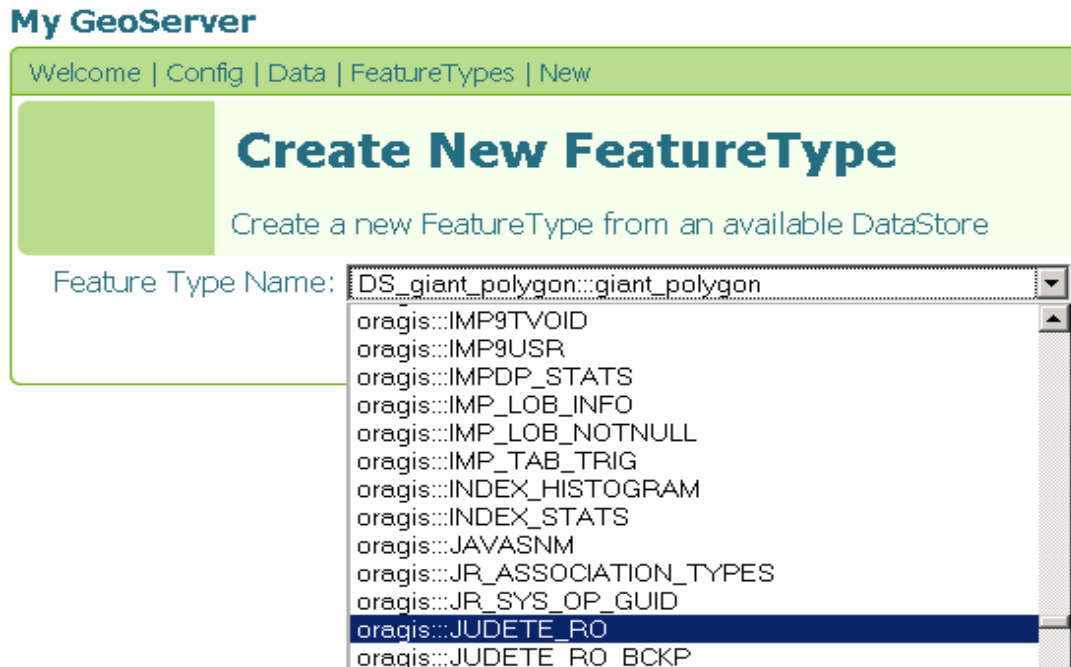 My GeoServer
Welcome | Config | Data | FeatureTypes | New
Create New FeatureType
Create a new FeatureType from an available DataStore
Feature Type Name: DS_giant_polygon:::giant_polygon
oragis:::IMP9TVOID
oragis:::IMP9USR
oragis:::IMPDP_STATS
oragis:::IMP_LOB_INFO
oragis:::IMP_LOB_NOTNULL
oragis:::IMP_TAB_TRIG
oragis:::INDEX_HISTOGRAM
oragis:::INDEX_STATS
oragis:::JAVASNM
oragis:::JR_ASSOCIATION_TYPES
oragis:::JR_SYS_OP_GUID
oragis:::JUDETE_RO
oragis:::JUDETE_RO_BCKP